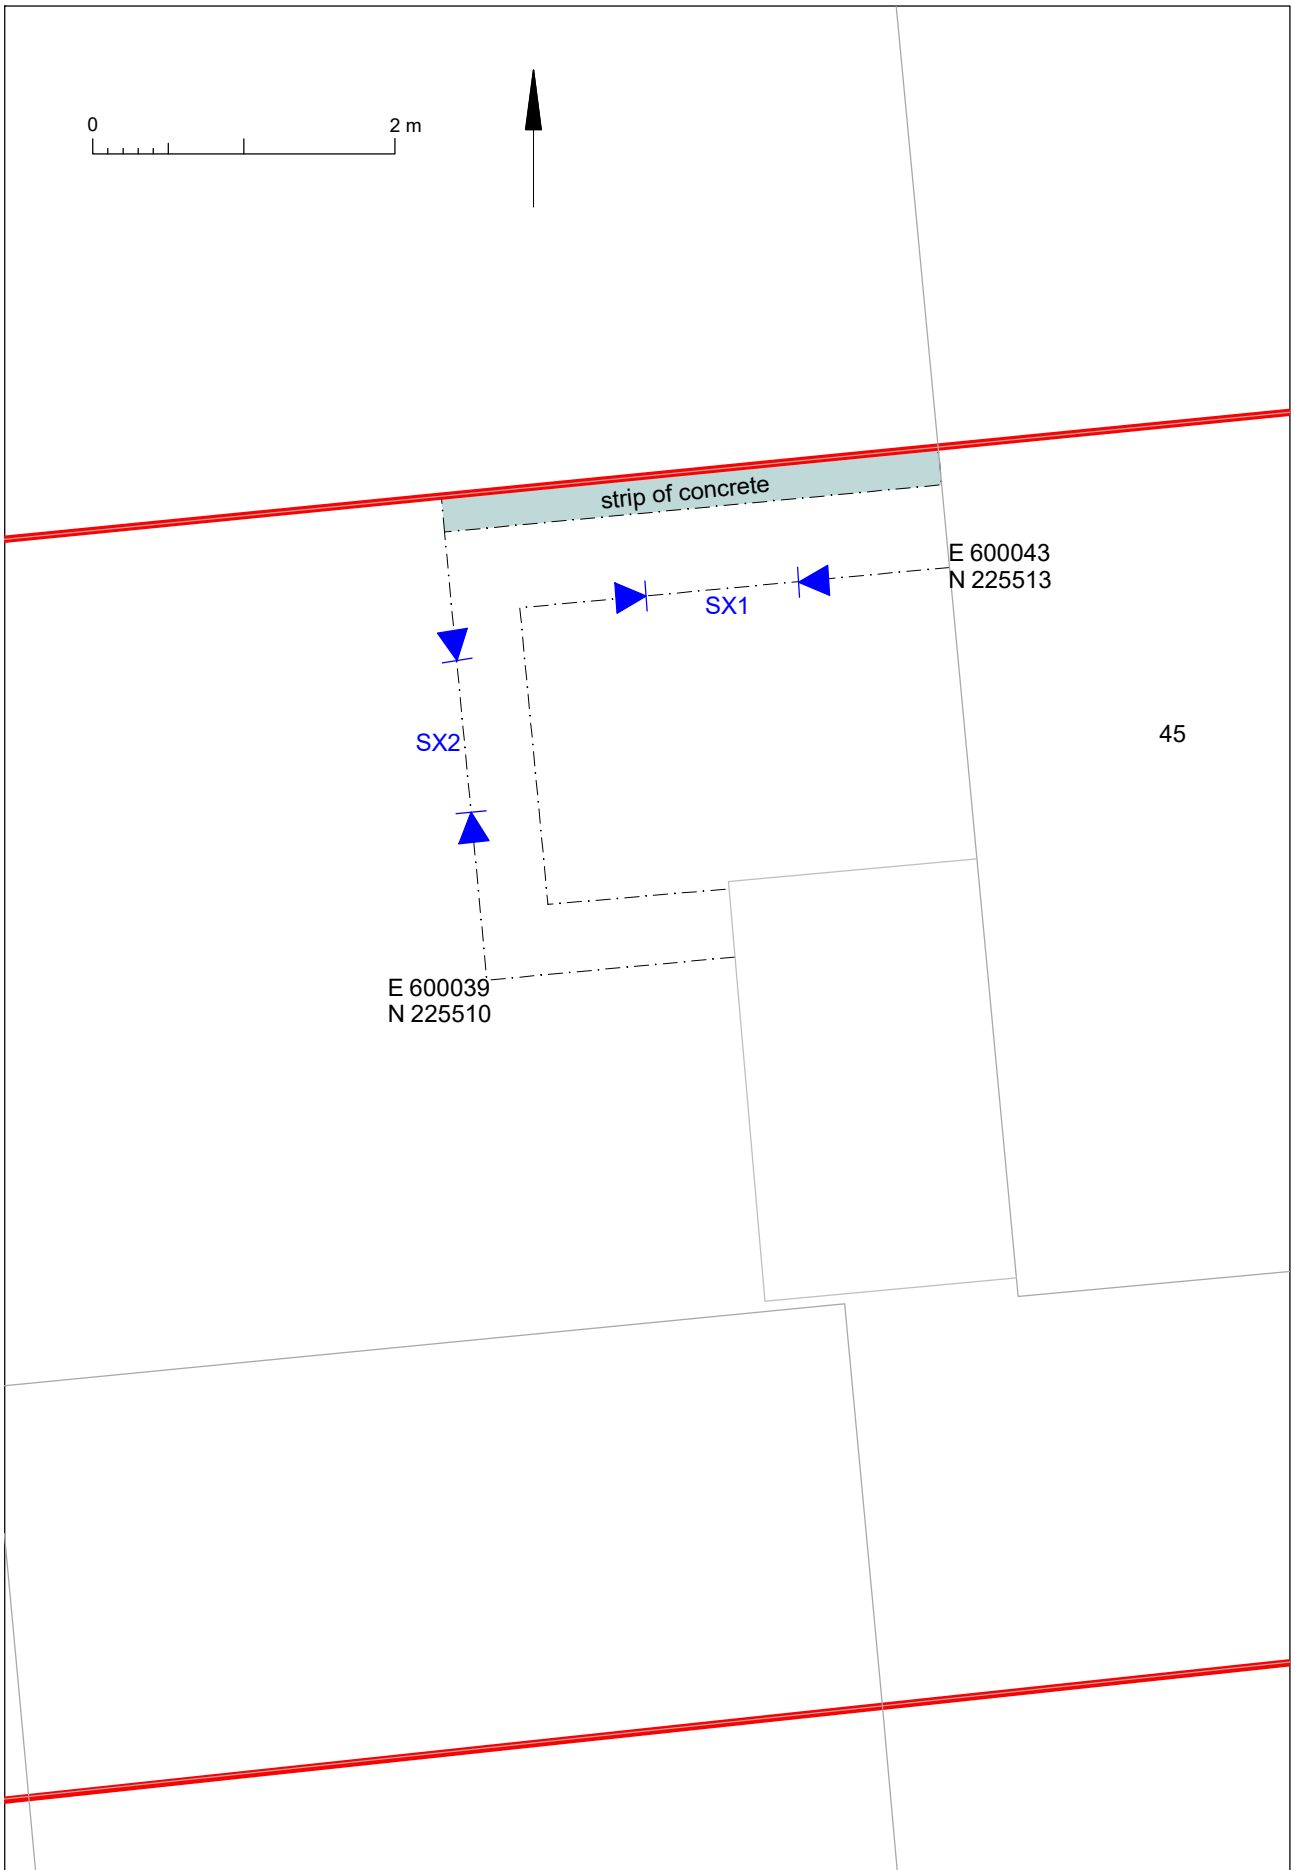 0 2 m
strip of concrete
E 600043
N 225513
SX1
45
SX2
E 600039
N 225510